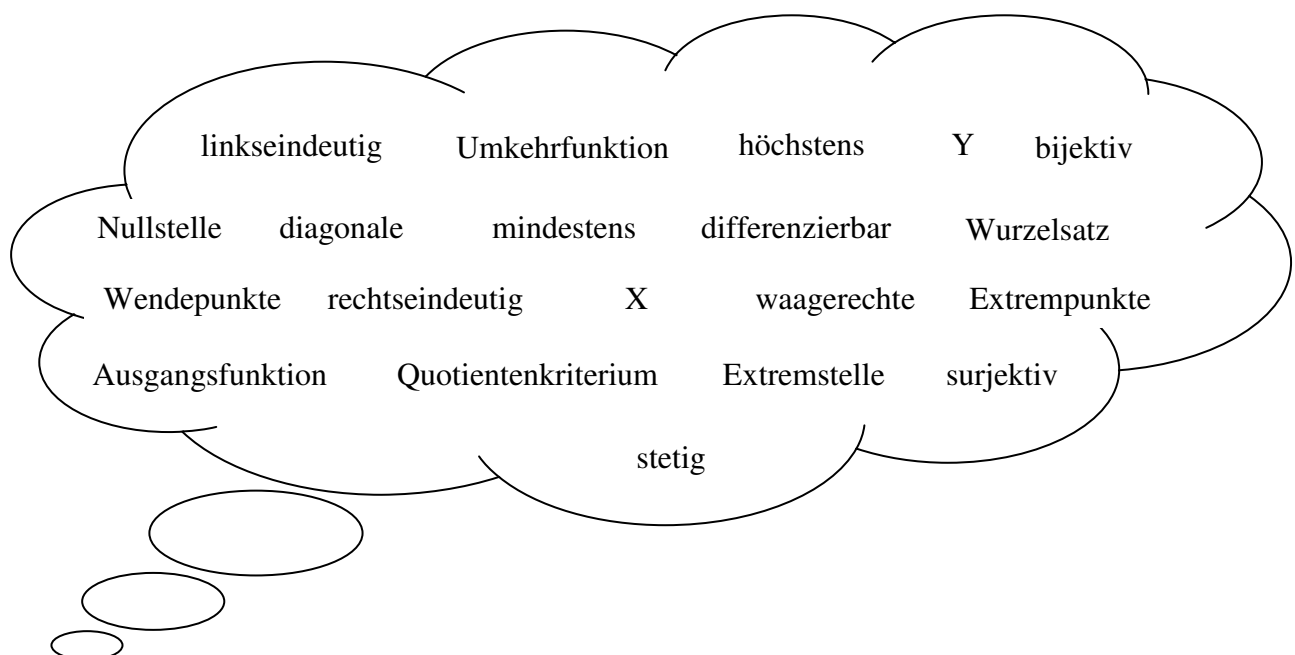 linkseindeutig Umkehrfunktion höchstens Y bijektiv
Nullstelle diagonale mindestens differenzierbar Wurzelsatz
Wendepunkte rechtseindeutig X waagerechte Extrempunkte
Ausgangsfunktion Quotientenkriterium Extremstelle surjektiv
stetig